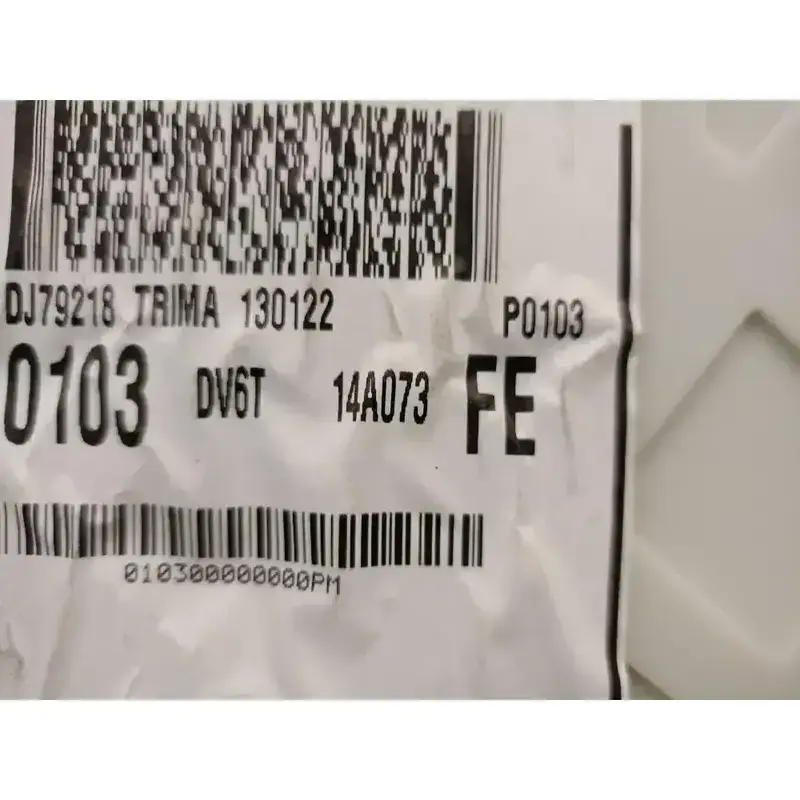 DJ79218 TRIMA 130122 P0103
0103 DV6T 14A073 FE
010300000000PM